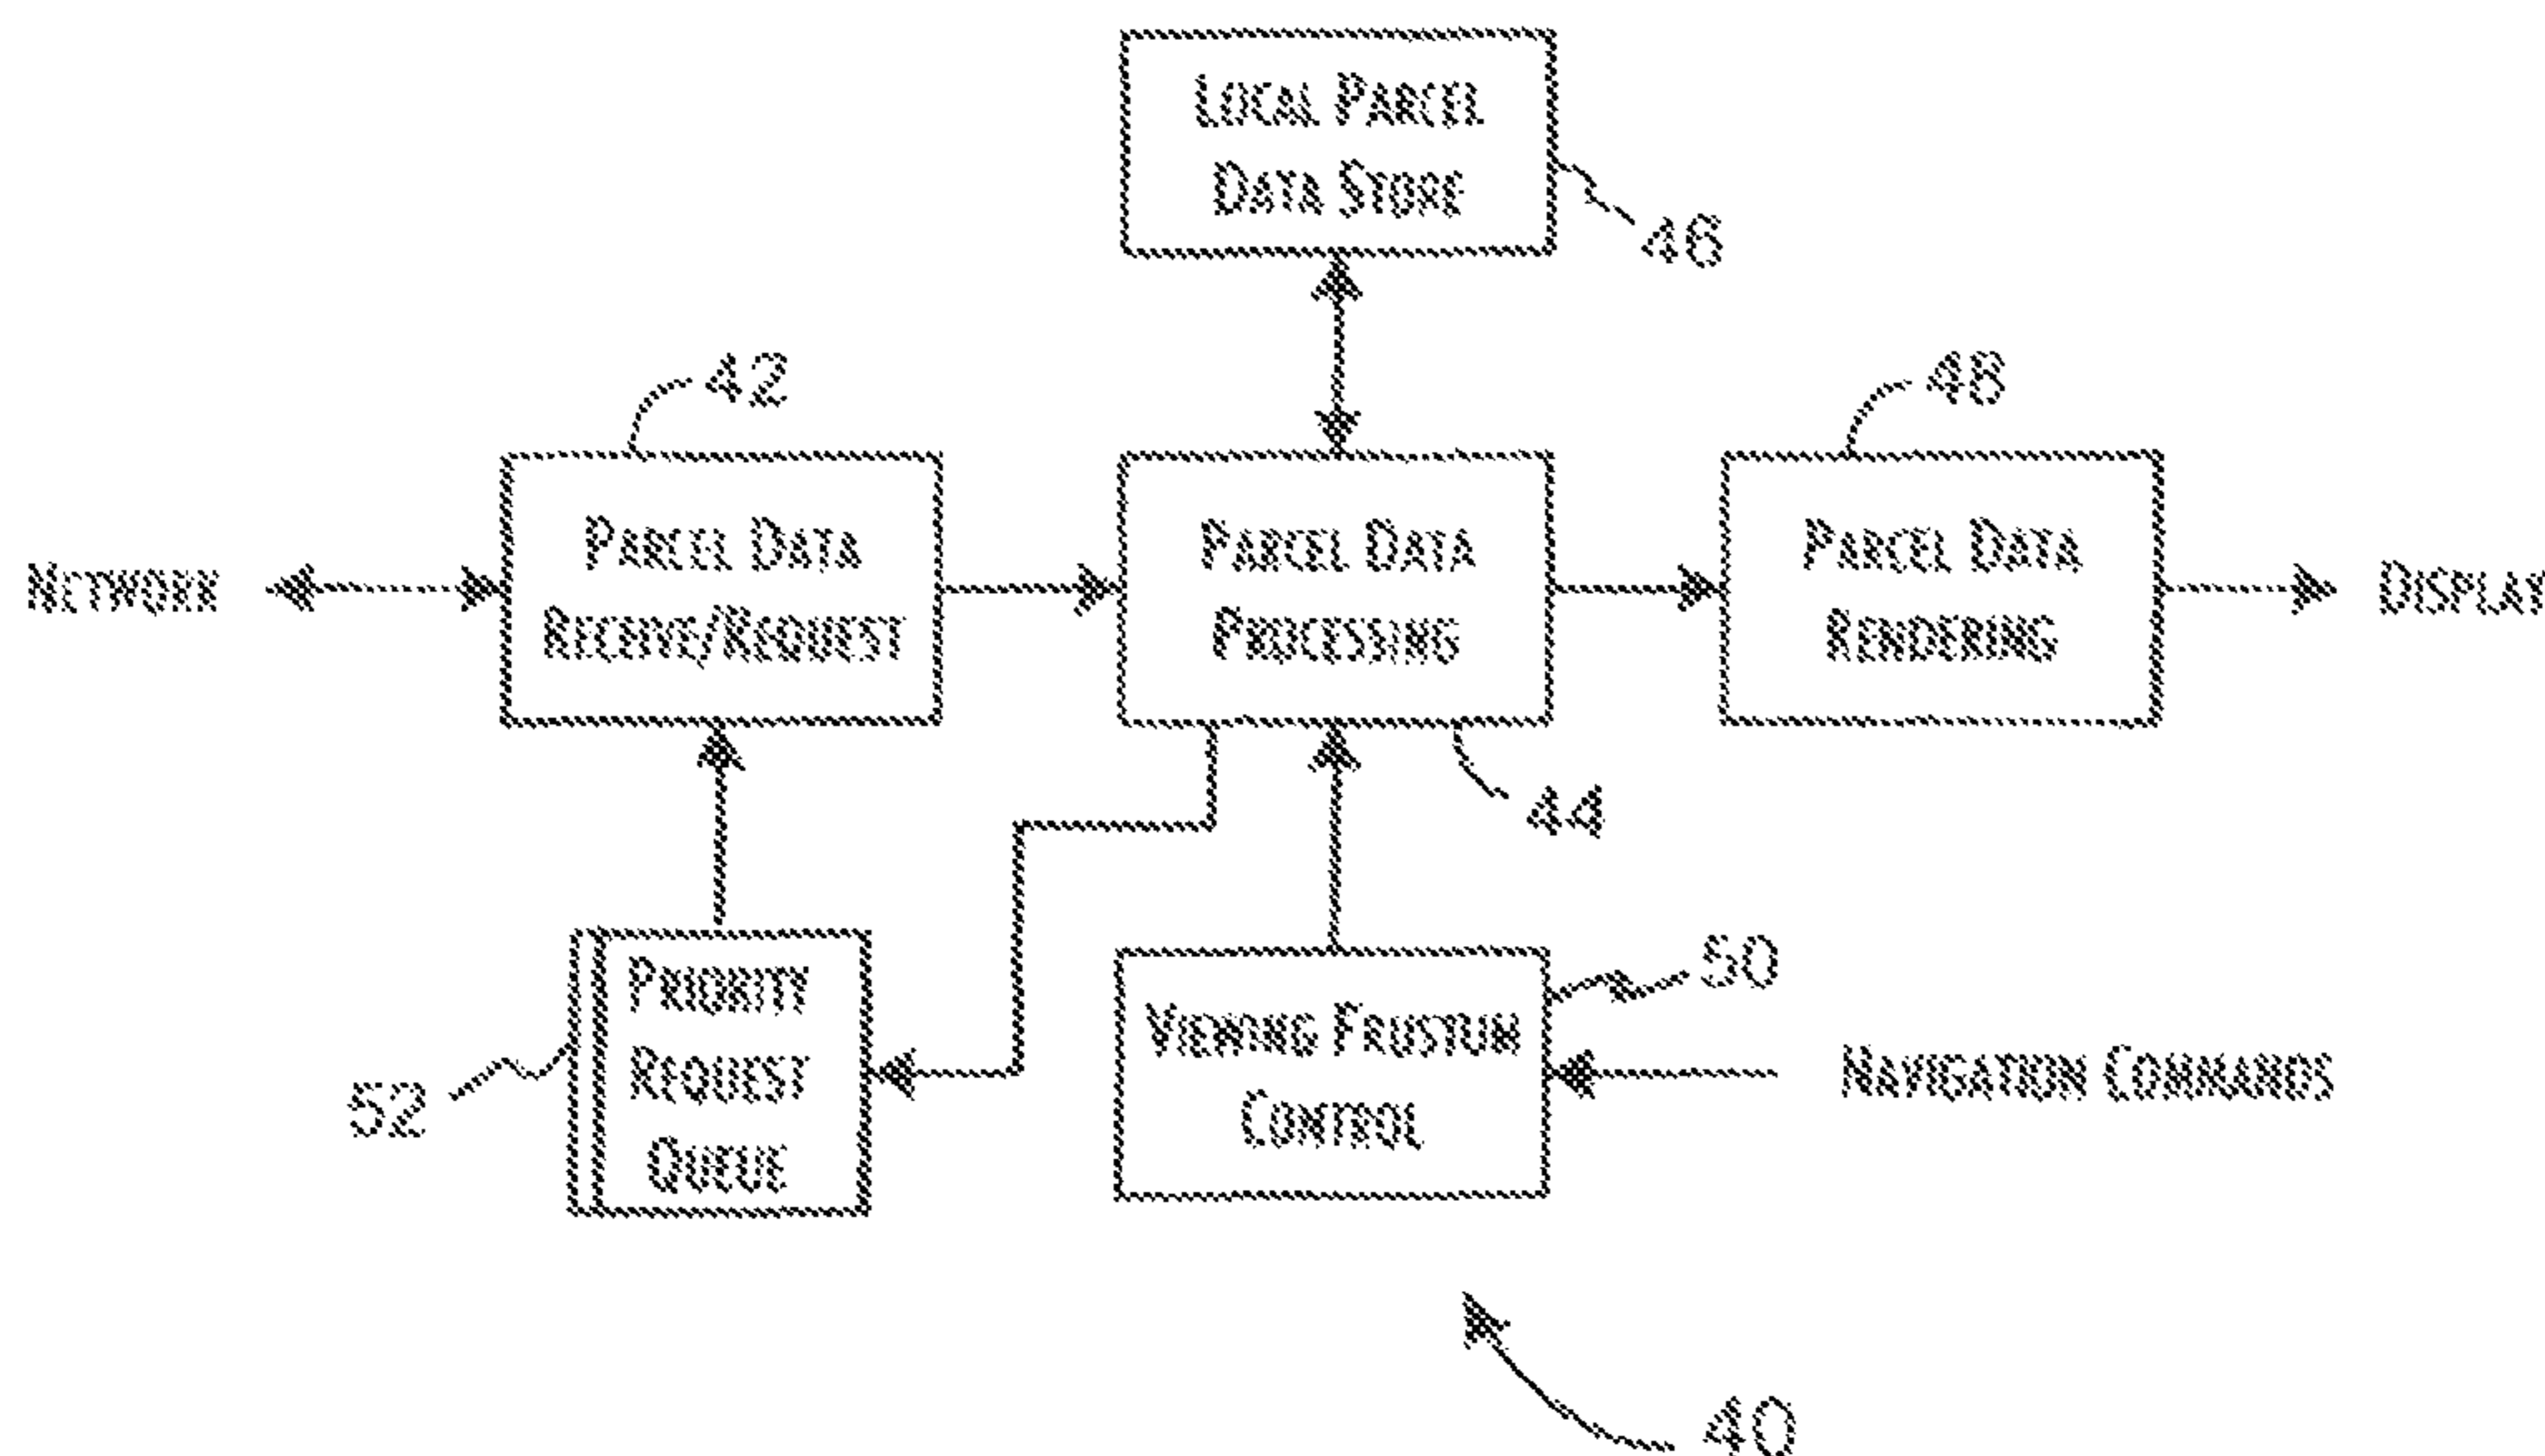 LOCAL PARCEL
DATA STORE
46
42
48
NETWORK
PARCEL DATA
RECEIVE/REQUEST
PARCEL DATA
PROCESSING
PARCEL DATA
RENDERING
DISPLAY
44
PRIORITY
REQUEST
QUEUE
52
VIEWING FRUSTUM
CONTROL
50
NAVIGATION COMMANDS
40